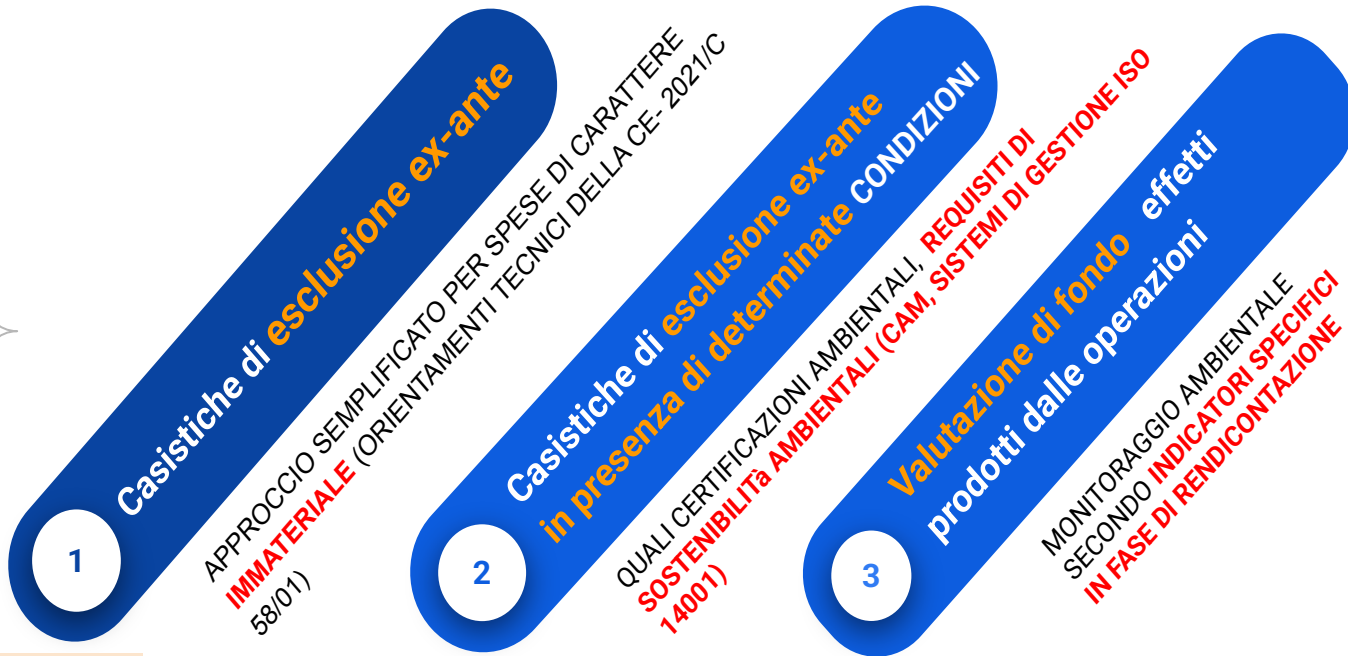 1
Casistiche di esclusione ex-ante
APPROCCIO SEMPLIFICATO PER SPESE DI CARATTERE
IMMATERIALE (ORIENTAMENTI TECNICI DELLA CE- 2021/C
58/01)
2
Casistiche di esclusione ex-ante
in presenza di determinate CONDIZIONI
QUALI CERTIFICAZIONI AMBIENTALI, REQUISITI DI
SOSTENIBILITà AMBIENTALI (CAM, SISTEMI DI GESTIONE ISO
14001)
3
Valutazione di fondo effetti
prodotti dalle operazioni
MONITORAGGIO AMBIENTALE
SECONDO INDICATORI SPECIFICI
IN FASE DI RENDICONTAZIONE